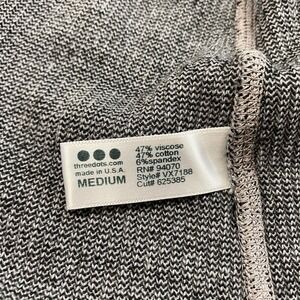 threedots.com
made in U.S.A.
MEDIUM
47% viscose
47% cotton
6%spandex
RN# 94070
Style# VX7188
Cut# 625385